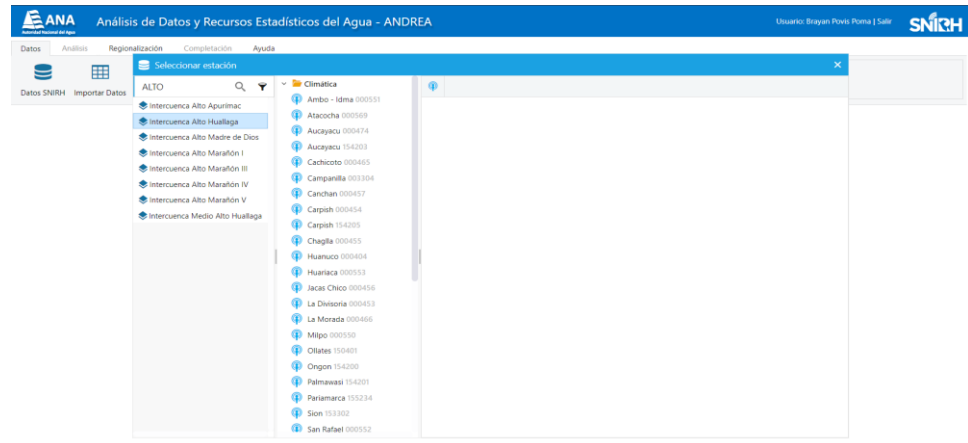 ANA
Autoridad Nacional del Agua
Análisis de Datos y Recursos Estadísticos del Agua - ANDREA
Usuario: Brayan Povis Poma | Salir
SNIRH
Datos Análisis Regionalización Completación Ayuda
Datos SNIRH Importar Datos
Seleccionar estación
ALTO
Intercuenca Alto Apurímac
Intercuenca Alto Huallaga
Intercuenca Alto Madre de Dios
Intercuenca Alto Marañón I
Intercuenca Alto Marañón III
Intercuenca Alto Marañón IV
Intercuenca Alto Marañón V
Intercuenca Medio Alto Huallaga
Climática
Ambo - Idma 000531
Atacocha 000569
Aucayacu 000474
Aucayacu 154203
Cachicoto 000465
Campanilla 003304
Canchan 000457
Carpish 000454
Carpish 154205
Chaglla 000455
Huanuco 000404
Huariaca 000553
Jacas Chico 000456
La Divisoria 000453
La Morada 000466
Milpo 000550
Ollates 150401
Ongon 154200
Palmawasi 154201
Pariamarca 155234
Sion 153302
San Rafael 000552